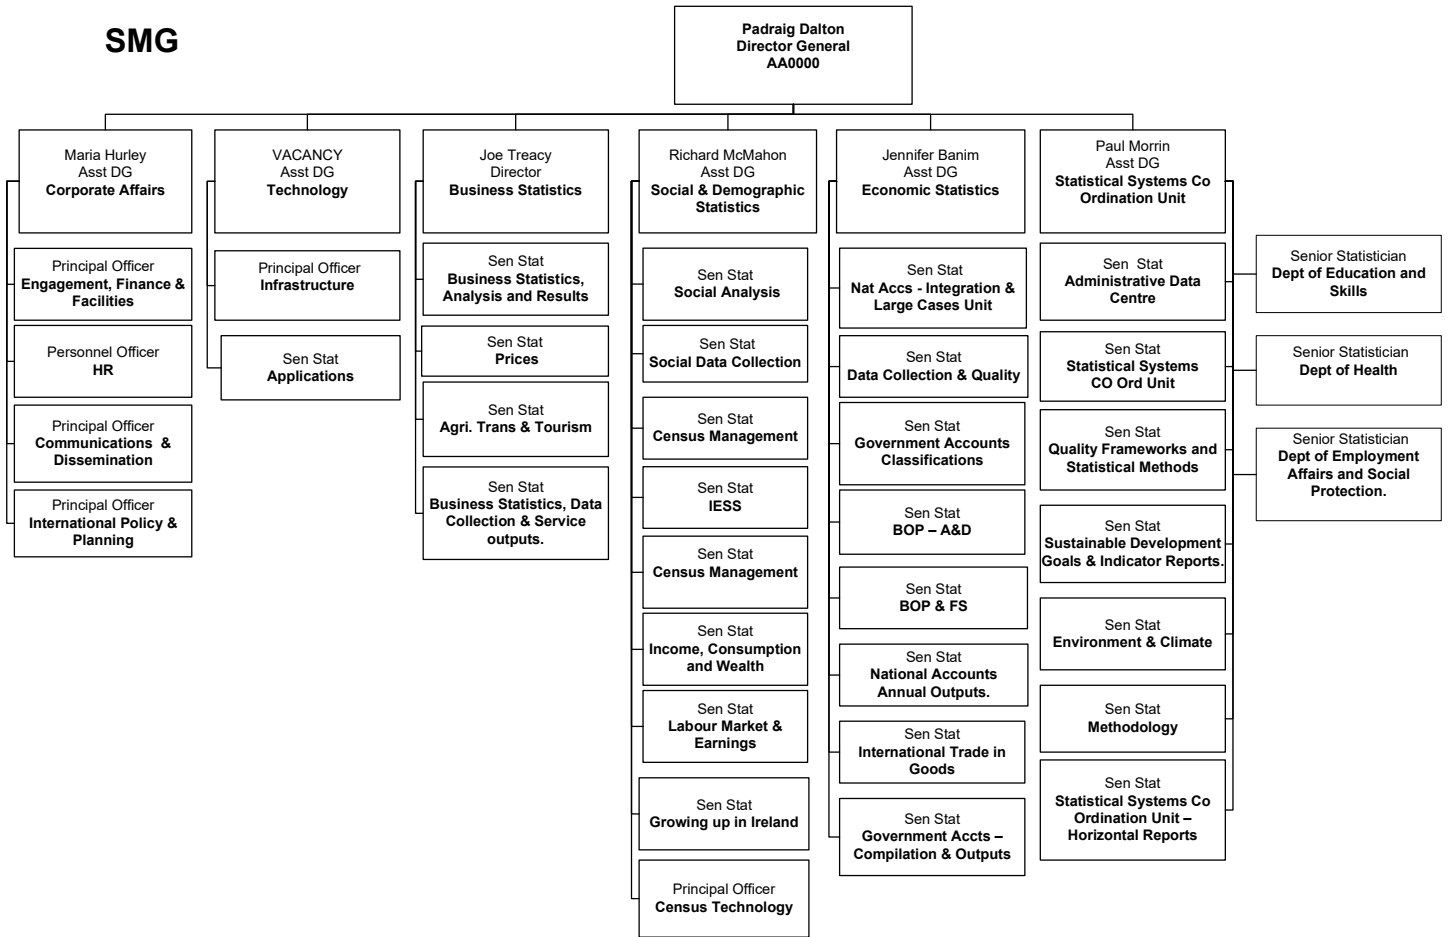 SMG
Padraig Dalton
Director General
AA0000
Maria Hurley
Asst DG
Corporate Affairs
Principal Officer
Engagement, Finance &
Facilities
Personnel Officer
HR
Principal Officer
Communications &
Dissemination
Principal Officer
International Policy &
Planning
VACANCY
Asst DG
Technology
Principal Officer
Infrastructure
Sen Stat
Applications
Joe Treacy
Director
Business Statistics
Sen Stat
Business Statistics,
Analysis and Results
Sen Stat
Prices
Sen Stat
Agri. Trans & Tourism
Sen Stat
Business Statistics, Data
Collection & Service
outputs.
Richard McMahon
Asst DG
Social & Demographic
Statistics
Sen Stat
Social Analysis
Sen Stat
Social Data Collection
Sen Stat
Census Management
Sen Stat
IESS
Sen Stat
Census Management
Sen Stat
Income, Consumption
and Wealth
Sen Stat
Labour Market &
Earnings
Sen Stat
Growing up in Ireland
Principal Officer
Census Technology
Jennifer Banim
Asst DG
Economic Statistics
Sen Stat
Nat Accs - Integration &
Large Cases Unit
Sen Stat
Data Collection & Quality
Sen Stat
Government Accounts
Classifications
Sen Stat
BOP – A&D
Sen Stat
BOP & FS
Sen Stat
National Accounts
Annual Outputs.
Sen Stat
International Trade in
Goods
Sen Stat
Government Accts –
Compilation & Outputs
Paul Morrin
Asst DG
Statistical Systems Co
Ordination Unit
Sen Stat
Administrative Data
Centre
Sen Stat
Statistical Systems
CO Ord Unit
Sen Stat
Quality Frameworks and
Statistical Methods
Sen Stat
Sustainable Development
Goals & Indicator Reports.
Sen Stat
Environment & Climate
Sen Stat
Methodology
Sen Stat
Statistical Systems Co
Ordination Unit –
Horizontal Reports
Senior Statistician
Dept of Education and
Skills
Senior Statistician
Dept of Health
Senior Statistician
Dept of Employment
Affairs and Social
Protection.